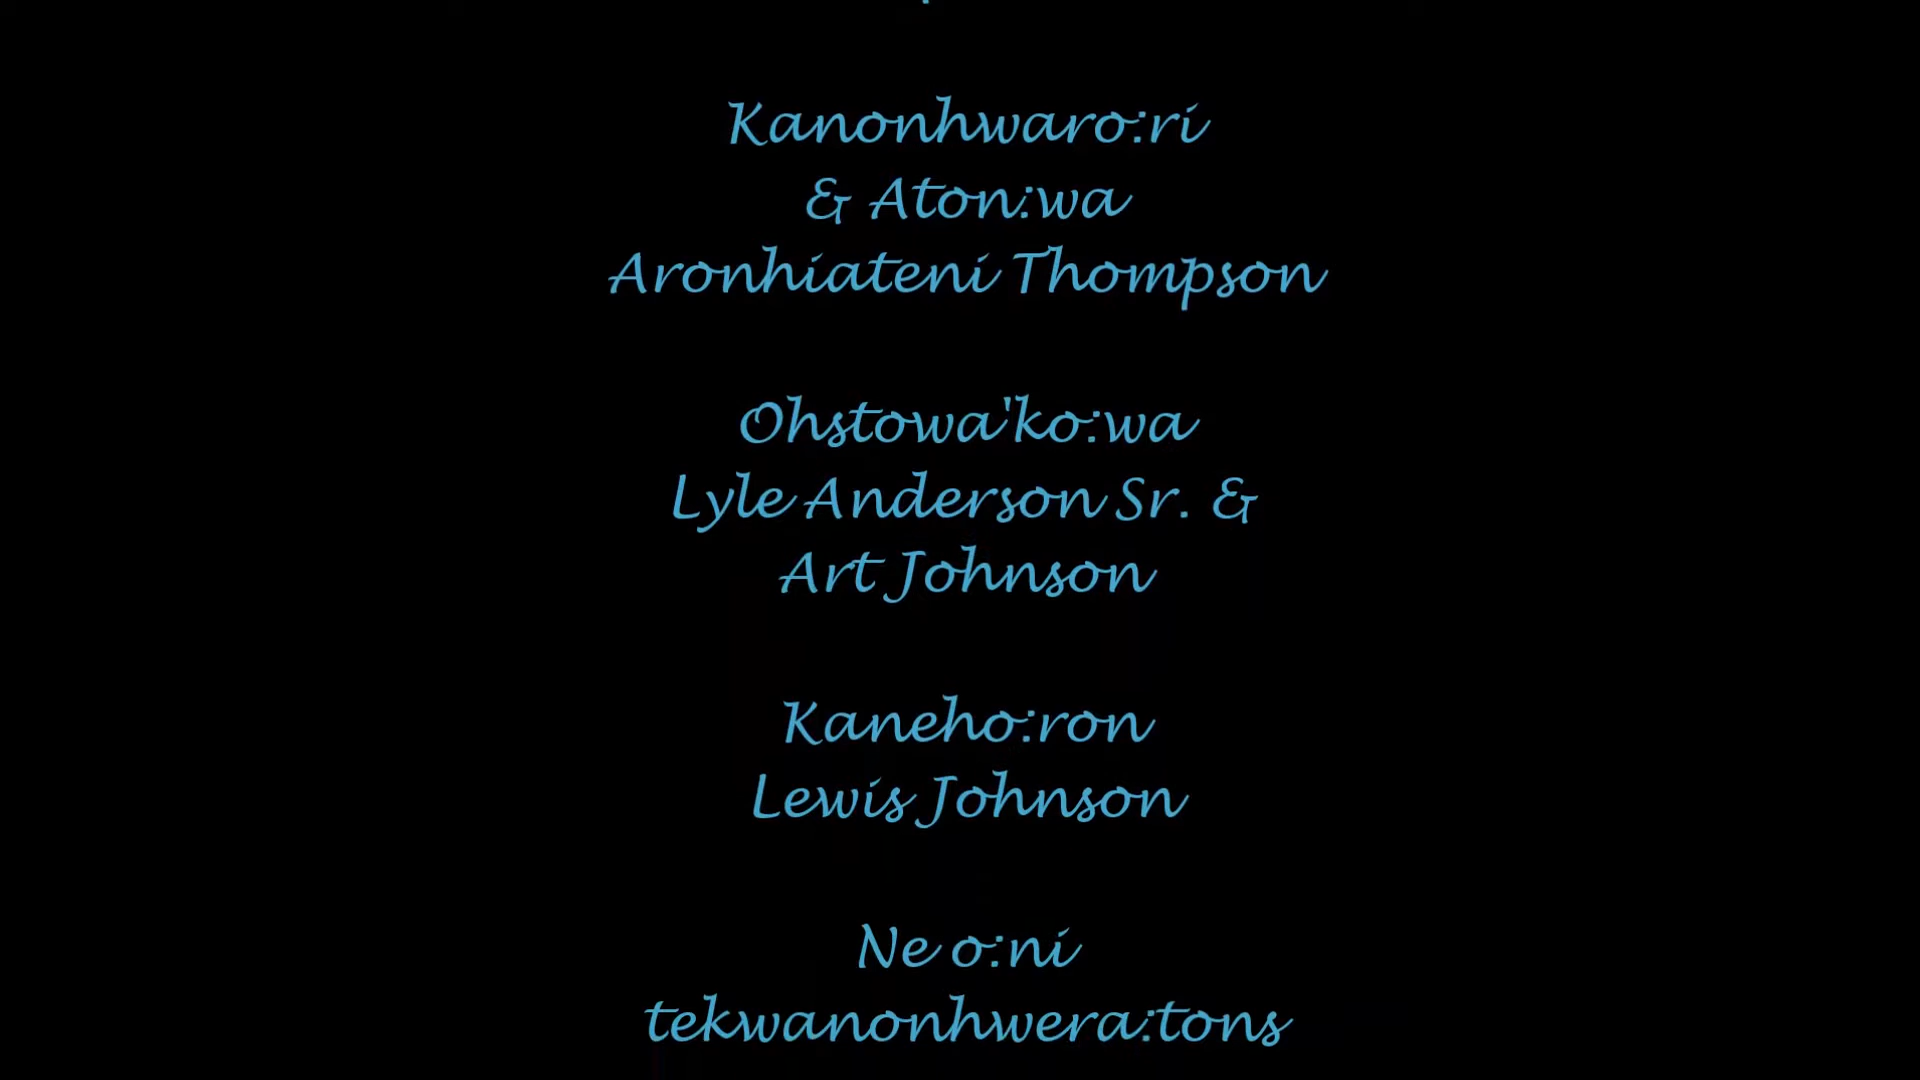 Kanonhwaro:ri
& Aton:wa
Aronhiateni Thompson
Ohstowa'ko:wa
Lyle Anderson Sr. &
Art Johnson
Kaneho:ron
Lewis Johnson
Ne o:ni
tekwanonhwera:tons